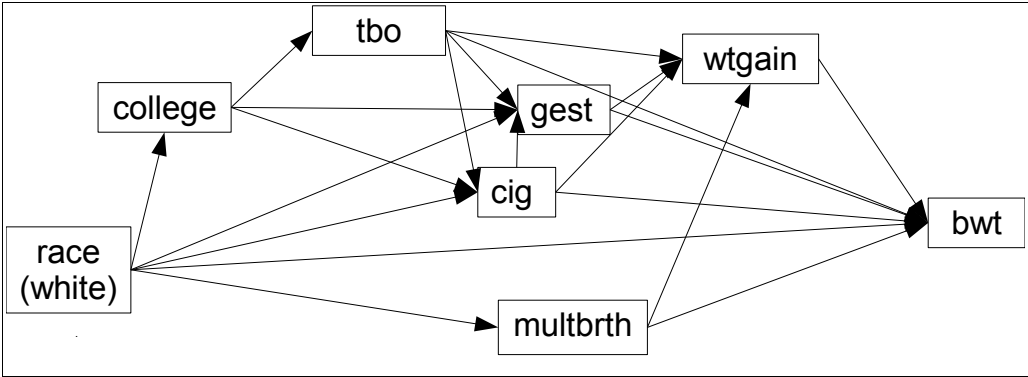 tbo
wtgain
college
gest
cig
race
(white)
bwt
multbrth